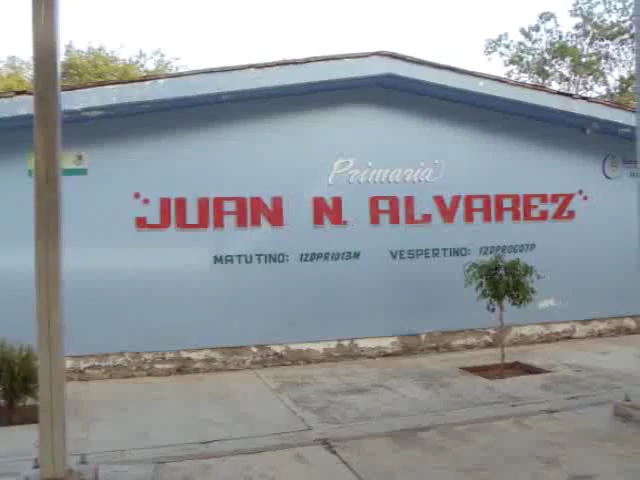 Primaria
JUAN N. ALVAREZ
MATUTINO: 12DPR1013M VESPERTINO: 12DPR0607P